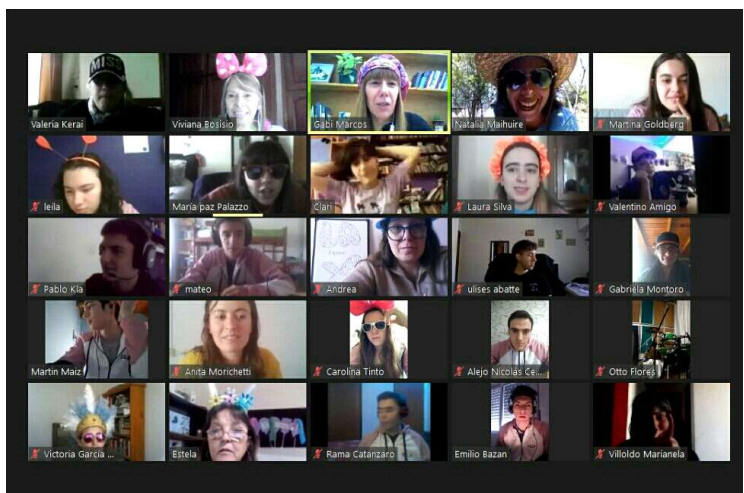 MISS
Valeria Kerai
Viviana Bosisio
Gabi Marcos
Natalia Maihuire
Martina Goldberg
leila
María paz Palazzo
Clari
Laura Silva
Valentino Amigo
Pablo Kla
mateo
Andrea
ulises abatte
Gabriela Montoro
Martin Maiz
Anita Morichetti
Carolina Tinto
Alejo Nicolás Ce...
Otto Flores
Victoria García ...
Estela
Rama Catanzaro
Emilio Bazan
Villoldo Marianela